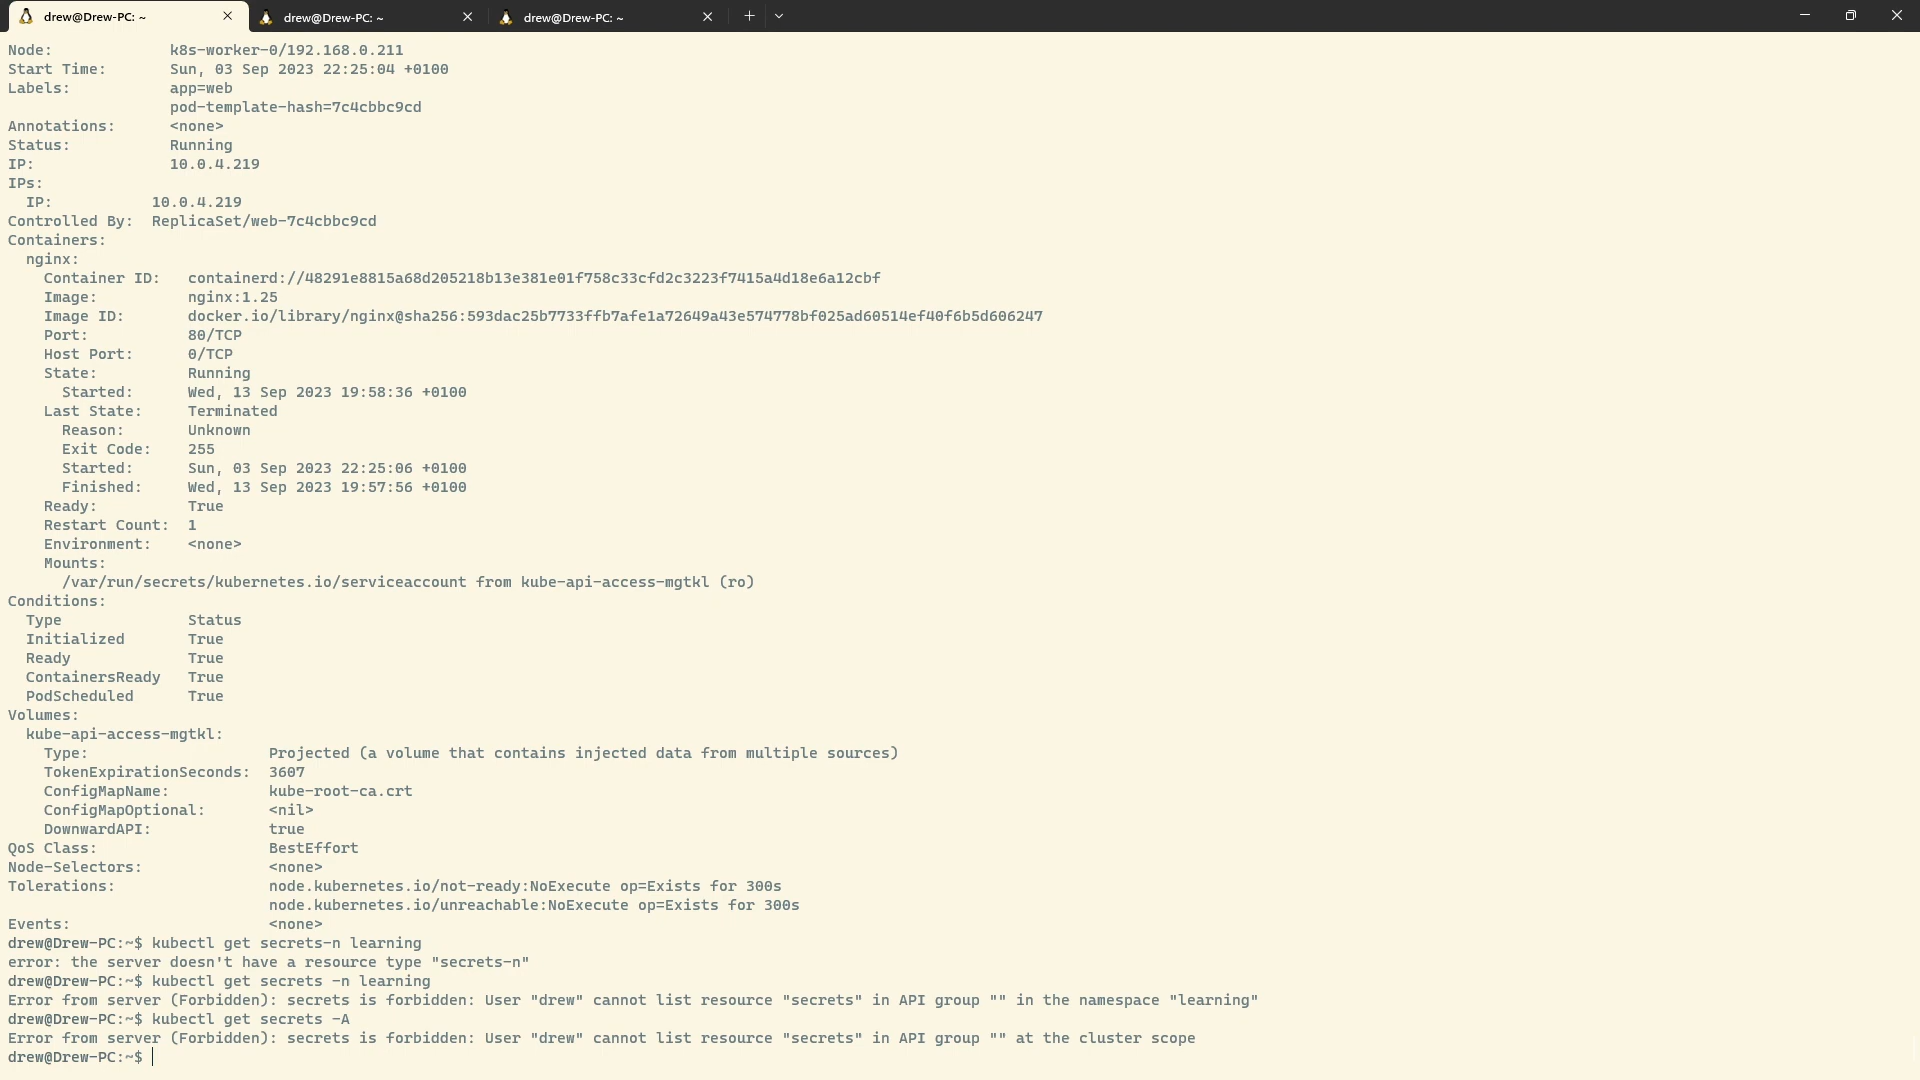 drew@Drew-PC: ~
drew@Drew-PC: ~
drew@Drew-PC: ~
Node:             k8s-worker-0/192.168.0.211
Start Time:       Sun, 03 Sep 2023 22:25:04 +0100
Labels:           app=web
                  pod-template-hash=7c4cbbc9cd
Annotations:      <none>
Status:           Running
IP:               10.0.4.219
IPs:
  IP:           10.0.4.219
Controlled By:  ReplicaSet/web-7c4cbbc9cd
Containers:
  nginx:
    Container ID:   containerd://48291e8815a68d205218b13e381e01f758c33cfd2c3223f7415a4d18e6a12cbf
    Image:          nginx:1.25
    Image ID:       docker.io/library/nginx@sha256:593dac25b7733ffb7afe1a72649a43e574778bf025ad60514ef40f6b5d606247
    Port:           80/TCP
    Host Port:      0/TCP
    State:          Running
      Started:      Wed, 13 Sep 2023 19:58:36 +0100
    Last State:     Terminated
      Reason:       Unknown
      Exit Code:    255
      Started:      Sun, 03 Sep 2023 22:25:06 +0100
      Finished:     Wed, 13 Sep 2023 19:57:56 +0100
    Ready:          True
    Restart Count:  1
    Environment:    <none>
    Mounts:
      /var/run/secrets/kubernetes.io/serviceaccount from kube-api-access-mgtkl (ro)
Conditions:
  Type              Status
  Initialized       True
  Ready             True
  ContainersReady   True
  PodScheduled      True
Volumes:
  kube-api-access-mgtkl:
    Type:                    Projected (a volume that contains injected data from multiple sources)
    TokenExpirationSeconds:  3607
    ConfigMapName:           kube-root-ca.crt
    ConfigMapOptional:       <nil>
    DownwardAPI:             true
QoS Class:                   BestEffort
Node-Selectors:              <none>
Tolerations:                 node.kubernetes.io/not-ready:NoExecute op=Exists for 300s
                             node.kubernetes.io/unreachable:NoExecute op=Exists for 300s
Events:                      <none>
drew@Drew-PC:~$ kubectl get secrets-n learning
error: the server doesn't have a resource type "secrets-n"
drew@Drew-PC:~$ kubectl get secrets -n learning
Error from server (Forbidden): secrets is forbidden: User "drew" cannot list resource "secrets" in API group "" in the namespace "learning"
drew@Drew-PC:~$ kubectl get secrets -A
Error from server (Forbidden): secrets is forbidden: User "drew" cannot list resource "secrets" in API group "" at the cluster scope
drew@Drew-PC:~$